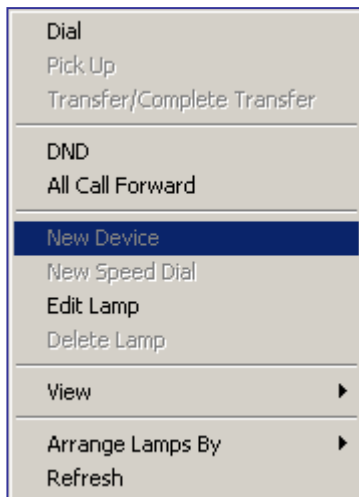 Dial
Pick Up
Transfer/Complete Transfer
DND
All Call Forward
New Device
New Speed Dial
Edit Lamp
Delete Lamp
View
Arrange Lamps By
Refresh